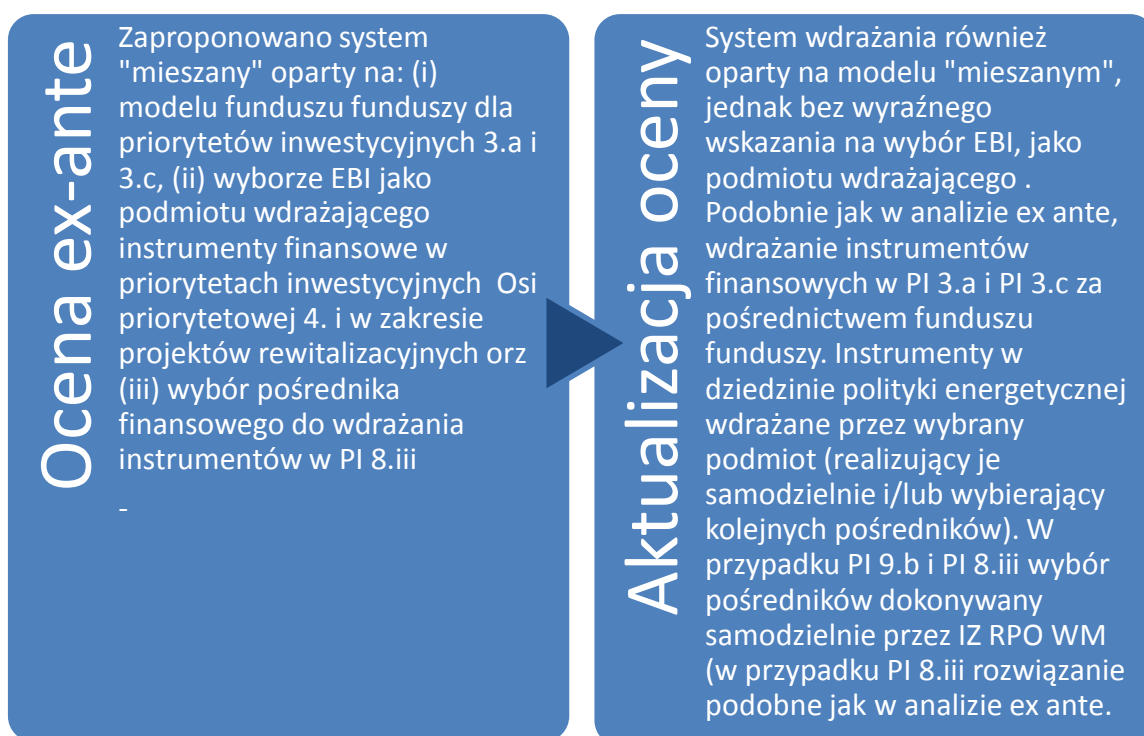 Ocena ex-ante
Zaproponowano system
"mieszany" oparty na: (i)
modelu funduszu funduszy dla
priorytetów inwestycyjnych 3.a i
3.c, (ii) wyborze EBI jako
podmiotu wdrażającego
instrumenty finansowe w
priorytetach inwestycyjnych  Osi
priorytetowej 4. i w zakresie
projektów rewitalizacyjnych orz
(iii) wybór pośrednika
finansowego do wdrażania
instrumentów w PI 8.iii
-
Aktualizacja oceny
System wdrażania również
oparty na modelu "mieszanym",
jednak bez wyraźnego
wskazania na wybór EBI, jako
podmiotu wdrażającego .
Podobnie jak w analizie ex ante,
wdrażanie instrumentów
finansowych w PI 3.a i PI 3.c za
pośrednictwem funduszu
funduszy. Instrumenty w
dziedzinie polityki energetycznej
wdrażane przez wybrany
podmiot (realizujący je
samodzielnie i/lub wybierający
kolejnych pośredników). W
przypadku PI 9.b i PI 8.iii wybór
pośredników dokonywany
samodzielnie przez IZ RPO WM
(w przypadku PI 8.iii rozwiązanie
podobne jak w analizie ex ante.